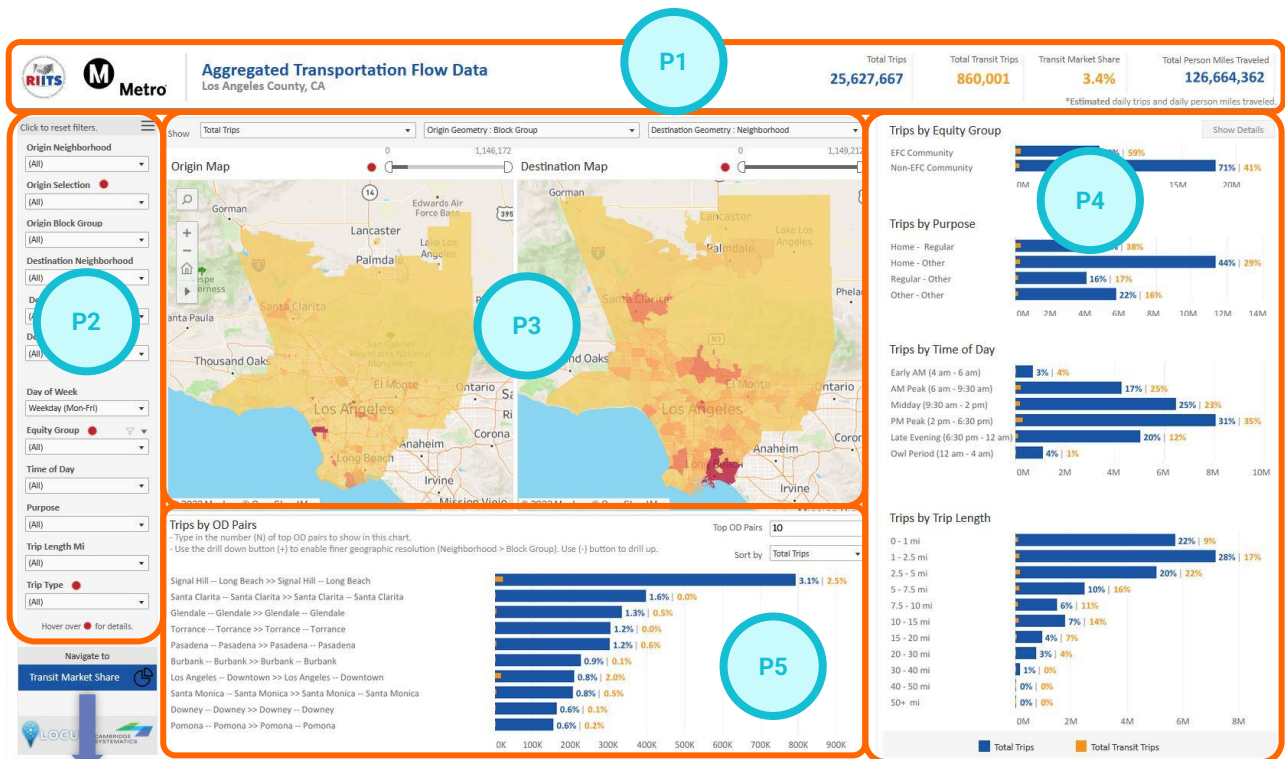 P1
RIITS
M Metro
Aggregated Transportation Flow Data
Los Angeles County, CA
Total Trips
25,627,667
Total Transit Trips
860,001
Transit Market Share
3.4%
Total Person Miles Traveled
126,664,362
*Estimated daily trips and daily person miles traveled.
Click to reset filters.
Origin Neighborhood
(All)
Origin Selection
(All)
Origin Block Group
(All)
Destination Neighborhood
(All)
P2
(All)
Day of Week
Weekday (Mon-Fri)
Equity Group
(All)
Time of Day
(All)
Purpose
(All)
Trip Length Mi
(All)
Trip Type
(All)
Hover over for details.
Navigate to
Transit Market Share
CAMBRIDGE
SYSTEMATICS
Show Total Trips Origin Geometry : Block Group Destination Geometry : Neighborhood
0 1,146,172 0 1,149,212
Origin Map Destination Map
P3
14
Gorman
Edwards Air
Force Base
395
Lancaster
Lake Los
Angeles
Palmdale
Santa Clarita
Thousand Oaks
San Gabriel
Mountains National
Monument
El Monte
Ontario
Los Angeles
Corona
Anaheim
Long Beach
Irvine
Mission Viejo
Gorman
Lancaster
Lake Los
Angeles
Palmdale
Santa Clarita
Oaks
El Monte
Ontario
Los Angeles
Anaheim
Long Beach
Irvine
Trips by OD Pairs
- Type in the number (N) of top OD pairs to show in this chart.
- Use the drill down button (+) to enable finer geographic resolution (Neighborhood > Block Group). Use (-) button to drill up.
Top OD Pairs 10
Sort by Total Trips
Signal Hill -- Long Beach >> Signal Hill -- Long Beach 3.1% | 2.5%
Santa Clarita -- Santa Clarita >> Santa Clarita -- Santa Clarita 1.6% | 0.0%
Glendale -- Glendale >> Glendale -- Glendale 1.3% | 0.5%
Torrance -- Torrance >> Torrance -- Torrance 1.2% | 0.0%
Pasadena -- Pasadena >> Pasadena -- Pasadena 1.2% | 0.6%
Burbank -- Burbank >> Burbank -- Burbank 0.9% | 0.1%
Los Angeles -- Downtown >> Los Angeles -- Downtown 0.8% | 2.0%
Santa Monica -- Santa Monica >> Santa Monica -- Santa Monica 0.8% | 0.5%
Downey -- Downey >> Downey -- Downey 0.6% | 0.1%
Pomona -- Pomona >> Pomona -- Pomona 0.6% | 0.2%
0K 100K 200K 300K 400K 500K 600K 700K 800K 900K
P5
Trips by Equity Group
Show Details
EFC Community | 59%
Non-EFC Community 71% | 41%
0M 15M 20M
P4
Trips by Purpose
Home - Regular | 38%
Home - Other 44% | 29%
Regular - Other 16% | 17%
Other - Other 22% | 16%
0M 2M 4M 6M 8M 10M 12M 14M
Trips by Time of Day
Early AM (4 am - 6 am) 3% | 4%
AM Peak (6 am - 9:30 am) 17% | 25%
Midday (9:30 am - 2 pm) 25% | 23%
PM Peak (2 pm - 6:30 pm) 31% | 35%
Late Evening (6:30 pm - 12 am) 20% | 12%
Owl Period (12 am - 4 am) 4% | 1%
0M 2M 4M 6M 8M 10M
Trips by Trip Length
0 - 1 mi 22% | 9%
1 - 2.5 mi 28% | 17%
2.5 - 5 mi 20% | 22%
5 - 7.5 mi 10% | 16%
7.5 - 10 mi 6% | 11%
10 - 15 mi 7% | 14%
15 - 20 mi 4% | 7%
20 - 30 mi 3% | 4%
30 - 40 mi 1% | 0%
40 - 50 mi 0% | 0%
50+ mi 0% | 0%
0M 2M 4M 6M 8M
Total Trips Total Transit Trips